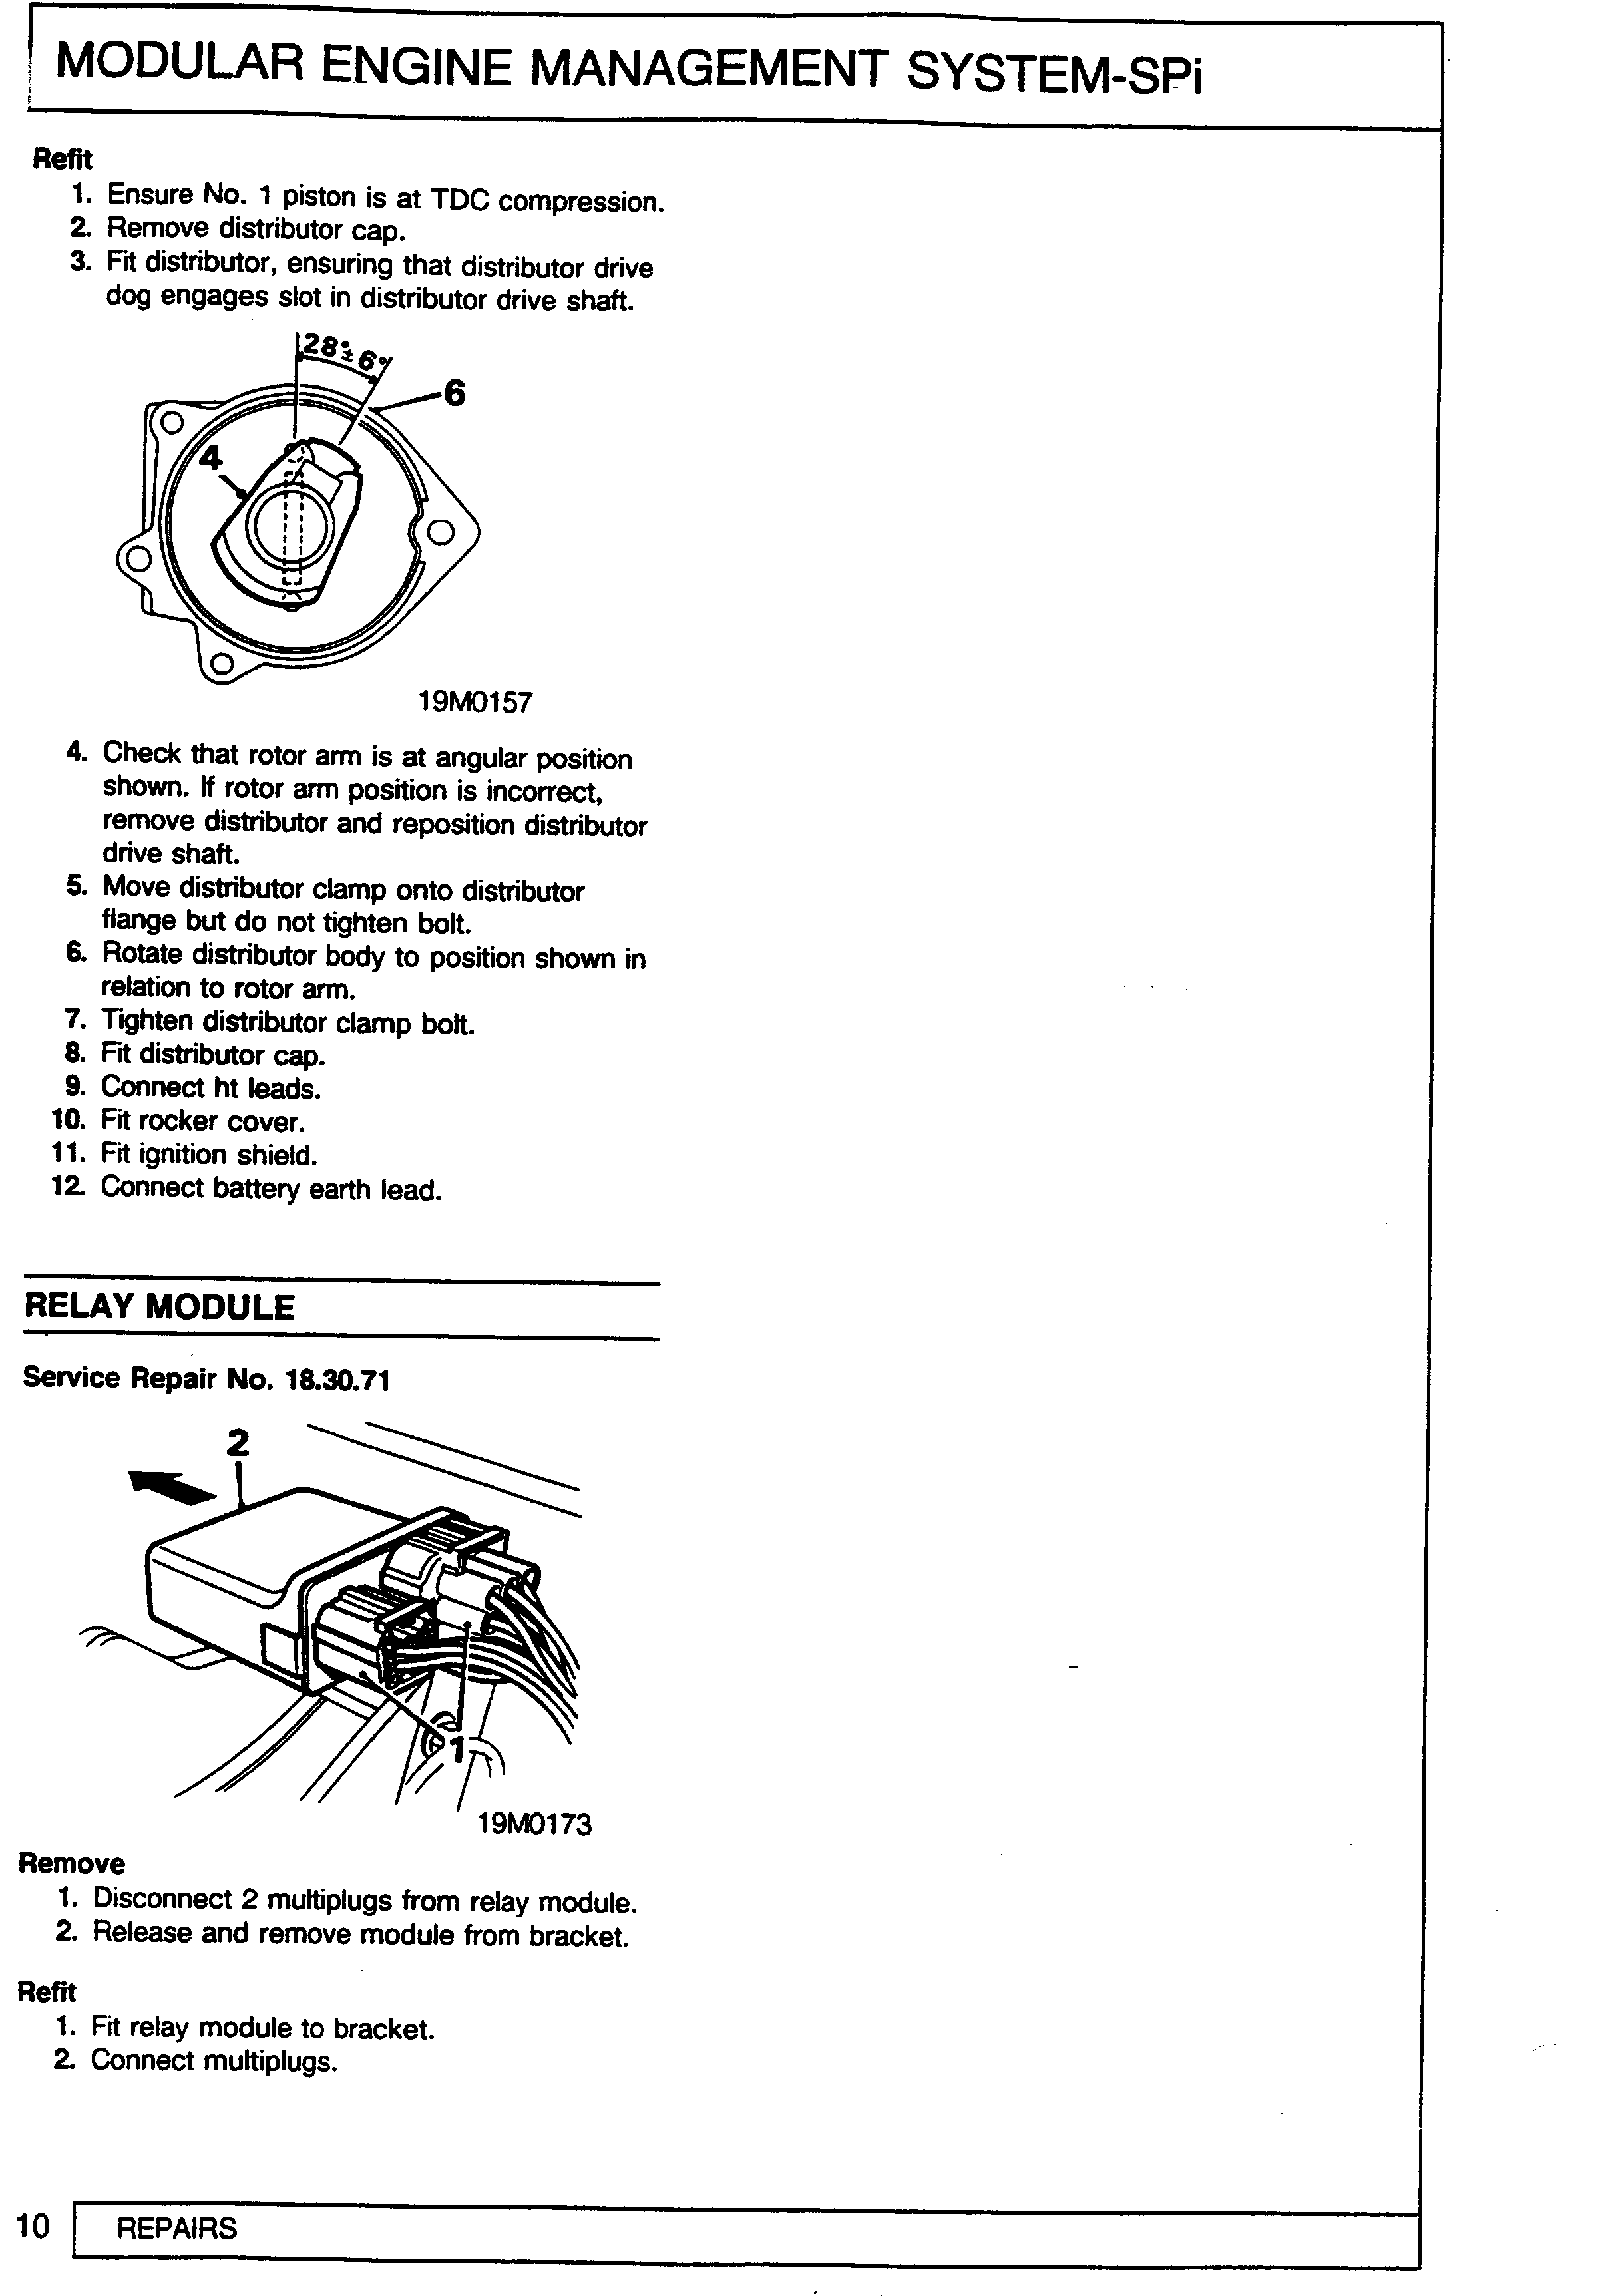 MODULAR ENGINE MANAGEMENT SYSTEM-SPi
Refit
1. Ensure No. 1 piston is at TDC compression.
2. Remove distributor cap.
3. Fit distributor, ensuring that distributor drive
dog engages slot in distributor drive shaft.
28°± 6°
6
4
19M0157
4. Check that rotor arm is at angular position
shown. If rotor arm position is incorrect,
remove distributor and reposition distributor
drive shaft.
5. Move distributor clamp onto distributor
flange but do not tighten bolt.
6. Rotate distributor body to position shown in
relation to rotor arm.
7. Tighten distributor clamp bolt.
8. Fit distributor cap.
9. Connect ht leads.
10. Fit rocker cover.
11. Fit ignition shield.
12. Connect battery earth lead.
RELAY MODULE
Service Repair No. 18.30.71
2
1
19M0173
Remove
1. Disconnect 2 multiplugs from relay module.
2. Release and remove module from bracket.
Refit
1. Fit relay module to bracket.
2. Connect multiplugs.
10
REPAIRS